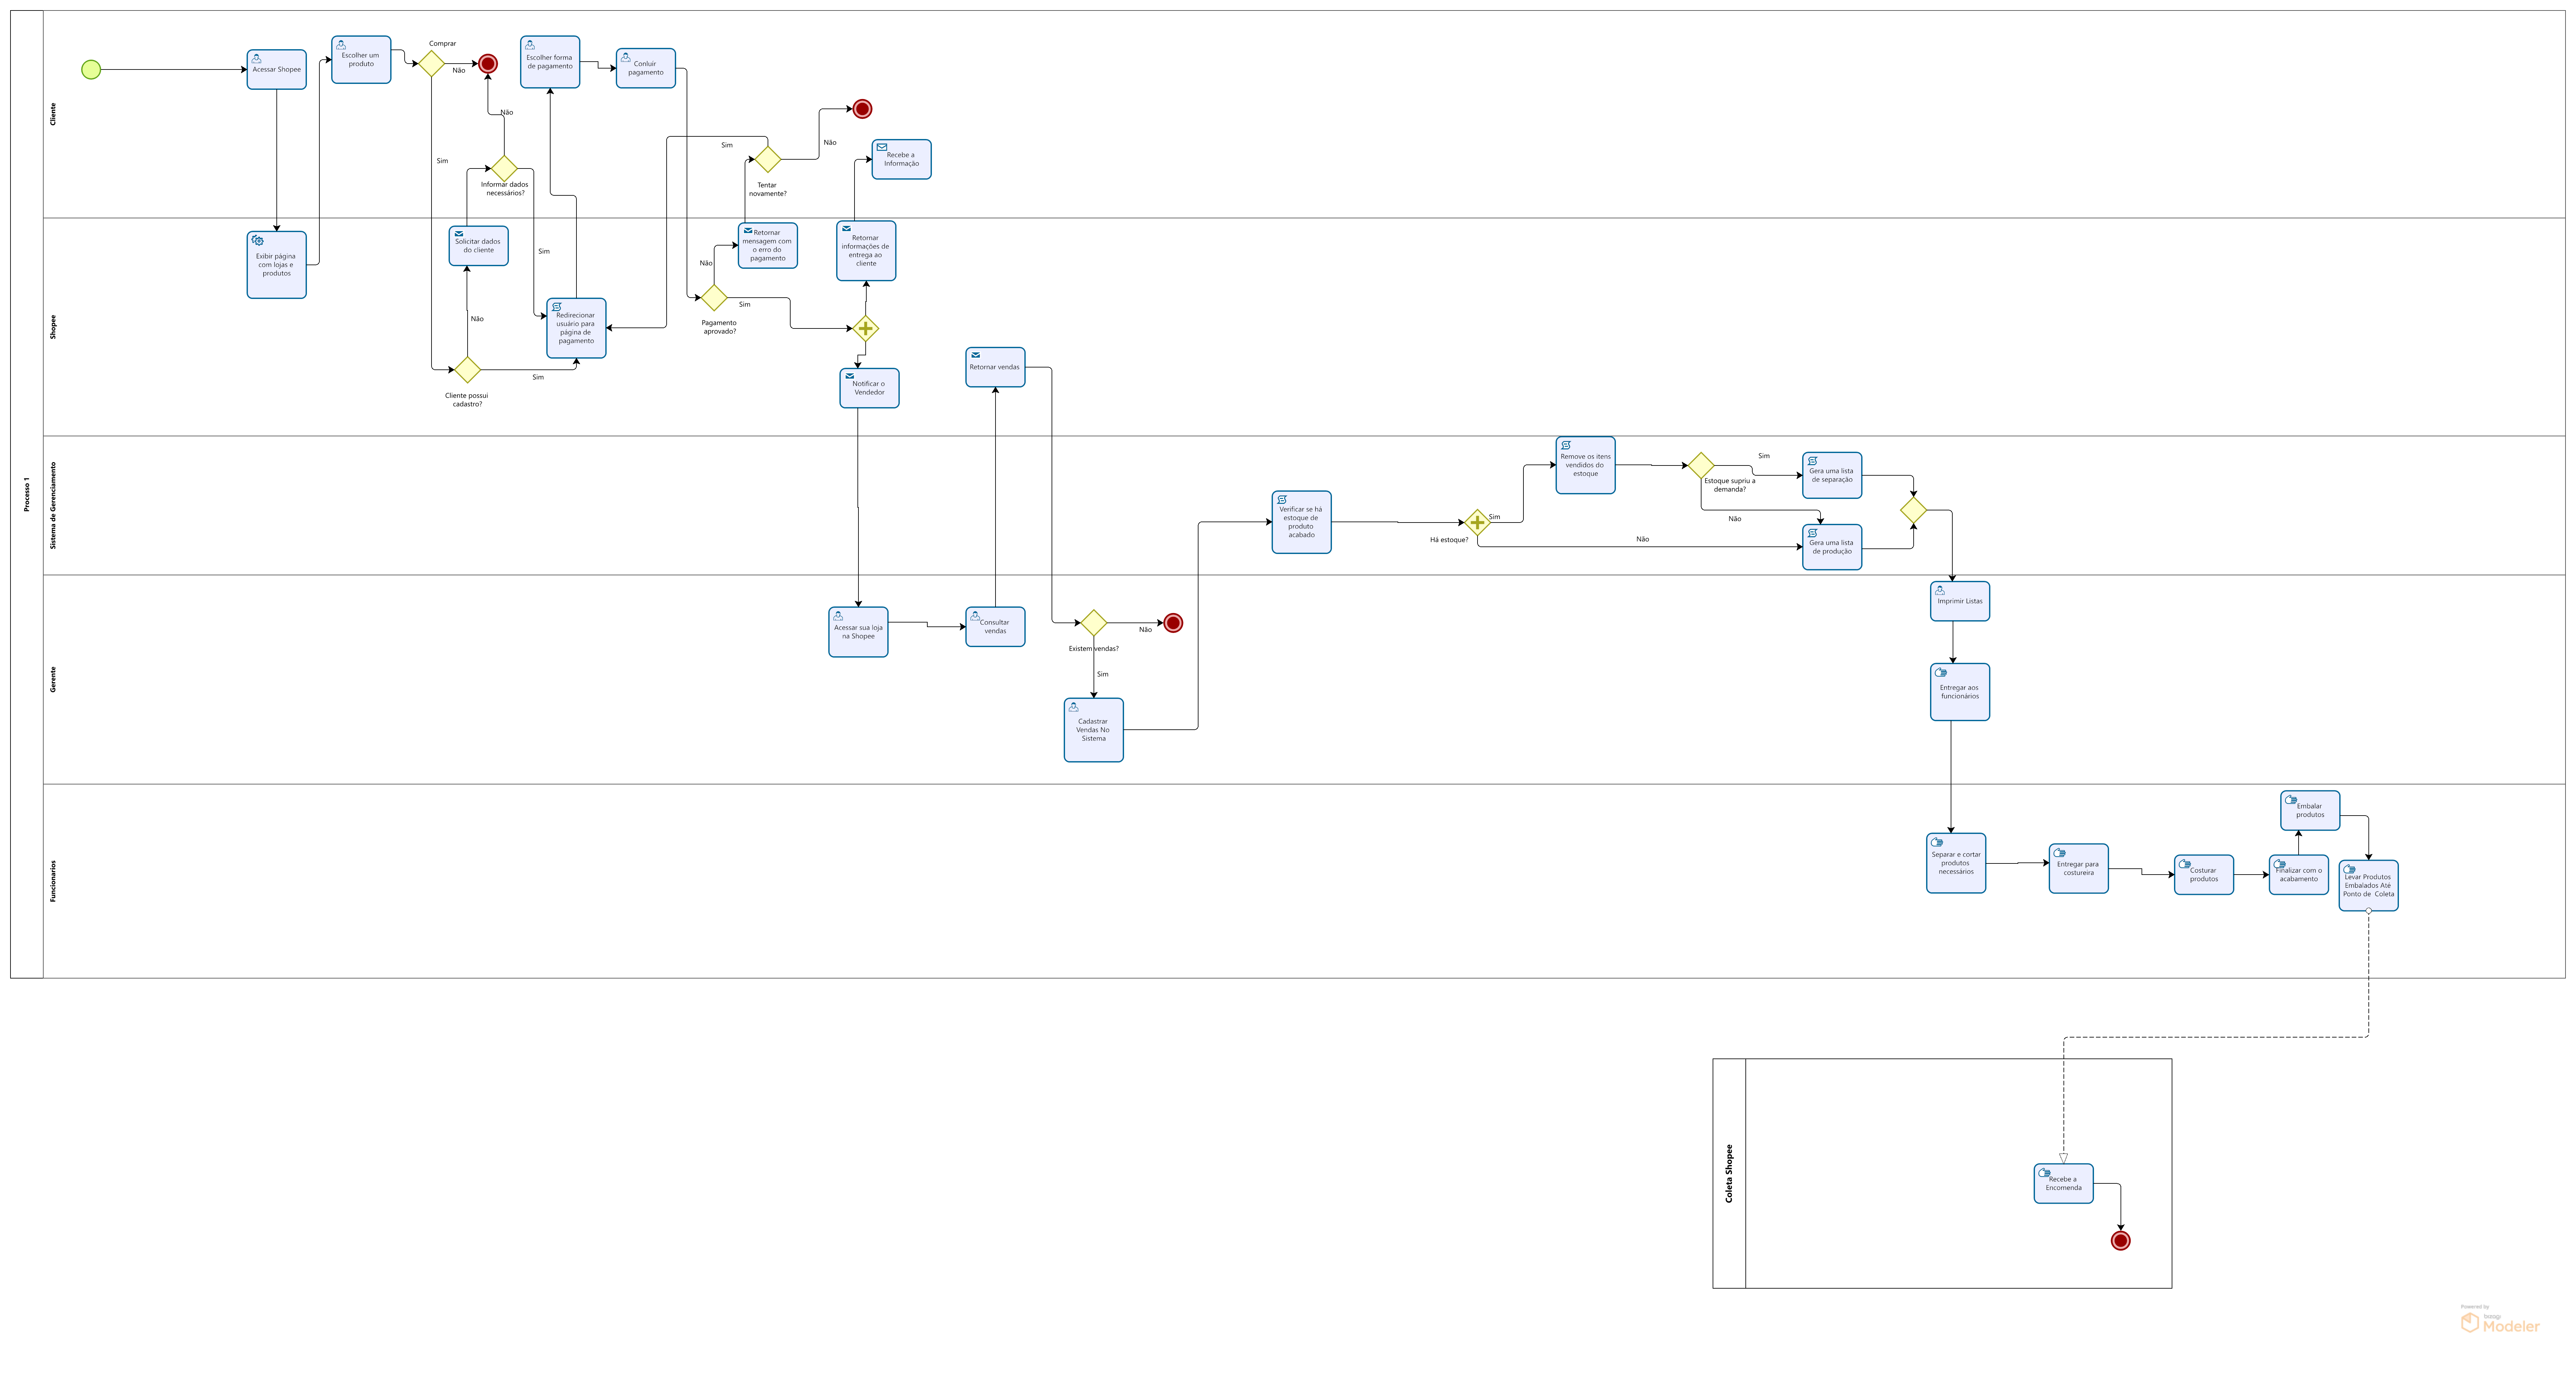 Processo 1
Cliente
Comprar
Acessar Shopee
Escolher um
produto
Não
Escolher forma
de pagamento
Conluir
pagamento
Não
Sim
Informar dados
necessários?
Sim
Tentar
novamente?
Não
Recebe a
Informação
Shopee
Exibir página
com lojas e
produtos
Solicitar dados
do cliente
Sim
Não
Redirecionar
usuário para
página de
pagamento
Cliente possui
cadastro?
Sim
Não
Retornar
mensagem com
o erro do
pagamento
Pagamento
aprovado?
Sim
Retornar
informações de
entrega ao
cliente
Notificar o
Vendedor
Retornar vendas
Sistema de Gerenciamento
Verificar se há
estoque de
produto
acabado
Há estoque?
Sim
Não
Remove os itens
vendidos do
estoque
Estoque supriu a
demanda?
Sim
Não
Gera uma lista
de separação
Gera uma lista
de produção
Gerente
Acessar sua loja
na Shopee
Consultar
vendas
Existem vendas?
Não
Sim
Cadastrar
Vendas No
Sistema
Imprimir Listas
Entregar aos
funcionários
Funcionarios
Separar e cortar
produtos
necessários
Entregar para
costureira
Costurar
produtos
Finalizar com o
acabamento
Embalar
produtos
Levar Produtos
Embalados Até
Ponto de Coleta
Coleta Shopee
Recebe a
Encomenda
Powered by
bizagi
Modeler